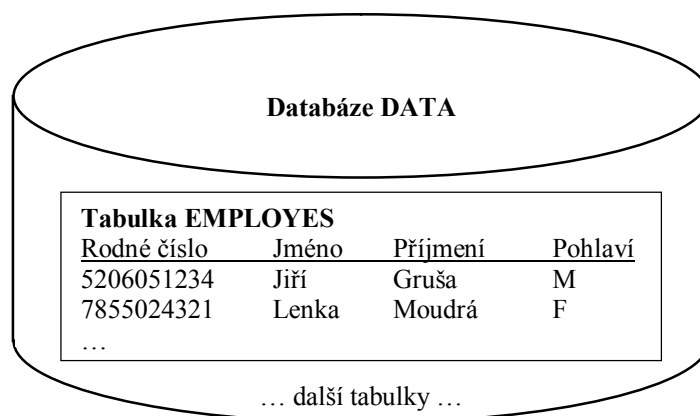 Databáze DATA
Tabulka EMPLOYES
Rodné číslo Jméno Příjmení Pohlaví
5206051234 Jiří Gruša M
7855024321 Lenka Moudrá F
…
… další tabulky …